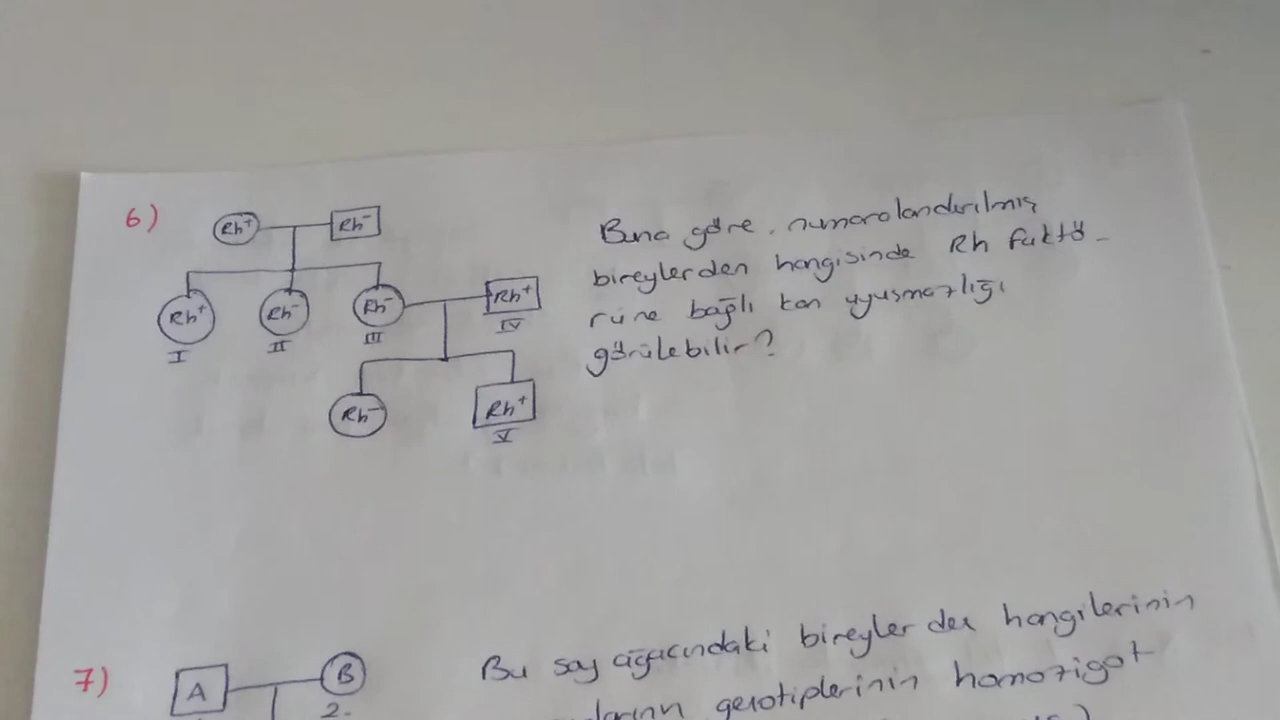 6)
Rh⁺ Rh⁻
Buna göre, numaralandırılmış
bireylerden hangisinde Rh faktö-
rüne bağlı kan uyuşmazlığı
görülebilir?
Rh⁺ Rh⁻ Rh⁻ Rh⁺
I II III IV
Rh⁻ Rh⁺
V
7)
A B
2.
Bu soy ağacındaki bireylerden hangilerinin
genotiplerinin homozigot